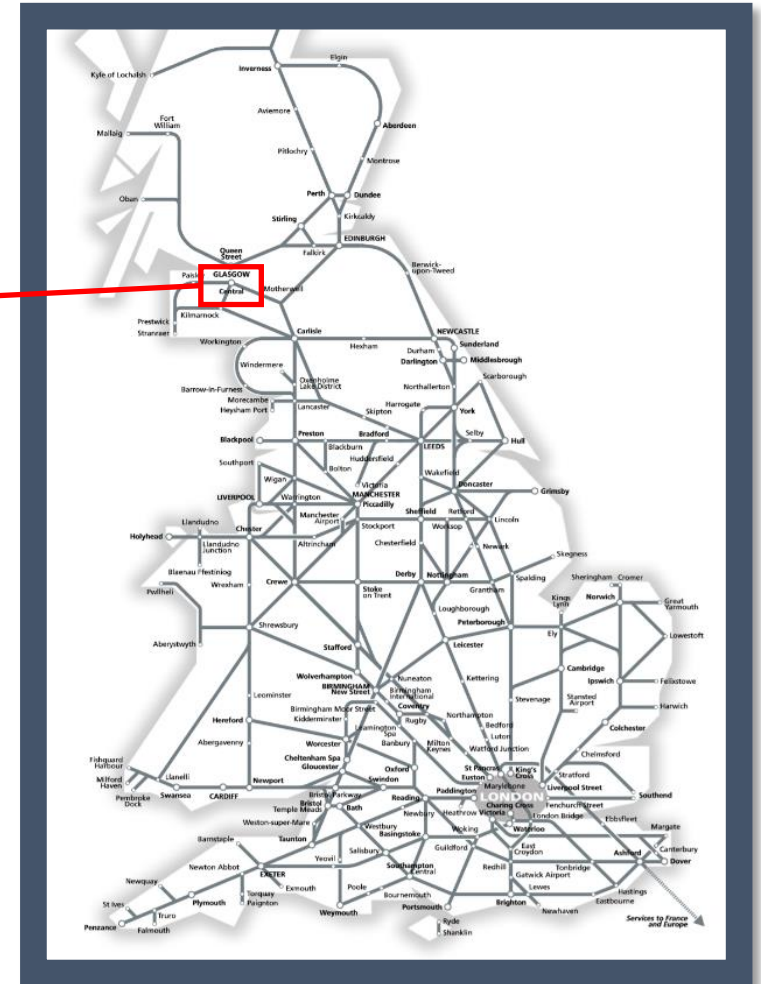 Elgin
Inverness
Kyle of Lochalsh
Aviemore
Fort
William
Mallaig
Aberdeen
Pitlochry
Montrose
Perth
Dundee
Oban
Stirling
Kirkcaldy
EDINBURGH
Queen
Street
Falkirk
Berwick-
upon-Tweed
GLASGOW
Central
Motherwell
Kilmarnock
Prestwick
Stranraer
Carlisle
NEWCASTLE
Workington
Hexham
Sunderland
Durham
Darlington
Middlesbrough
Windermere
Scarborough
Oxenholme
Lake District
Barrow-in-Furness
Northallerton
Morecambe
Heysham Port
Lancaster
Harrogate
York
Skipton
Blackpool
Preston
Bradford
Selby
Hull
Blackburn
LEEDS
Huddersfield
Southport
Bolton
Wakefield
Wigan
Victoria
Doncaster
Grimsby
LIVERPOOL
Warrington
MANCHESTER
Piccadilly
Manchester
Airport
Sheffield
Retford
Lincoln
Llandudno
Stockport
Worksop
Holyhead
Chester
Llandudno
Junction
Altrincham
Chesterfield
Newark
Skegness
Blaenau Ffestiniog
Pwllheli
Wrexham
Crewe
Stoke
on Trent
Derby
Nottingham
Grantham
Spalding
Sheringham
Cromer
Kings
Lynn
Norwich
Great
Yarmouth
Loughborough
Aberystwyth
Shrewsbury
Peterborough
Ely
Lowestoft
Stafford
Leicester
Wolverhampton
Nuneaton
Kettering
Cambridge
BIRMINGHAM
New Street
Birmingham
International
Ipswich
Felixstowe
Leominster
Coventry
Stevenage
Stansted
Airport
Harwich
Birmingham Moor Street
Kidderminster
Rugby
Northampton
Hereford
Leamington
Spa
Bedford
Colchester
Worcester
Banbury
Milton
Keynes
Luton
Abergavenny
Watford Junction
Chelmsford
Cheltenham Spa
Gloucester
Oxford
St Pancras
Euston
King's
Cross
Stratford
Fishguard
Harbour
Milford
Haven
Llanelli
Newport
Swindon
Marylebone
Liverpool Street
Pembroke
Dock
Swansea
CARDIFF
Bristol Parkway
Reading
Paddington
LONDON
Southend
Bristol
Temple Meads
Bath
Charing Cross
Fenchurch Street
Newbury
Heathrow
Victoria
London Bridge
Ebbsfleet
Weston-super-Mare
Westbury
Basingstoke
Woking
Waterloo
Margate
Barnstaple
Taunton
Salisbury
Guildford
East
Croydon
Canterbury
Newton Abbot
Yeovil
Southampton
Central
Redhill
Tonbridge
Ashford
Dover
EXETER
Gatwick Airport
Newquay
Exmouth
Poole
Lewes
Hastings
Torquay
Paignton
Bournemouth
Eastbourne
St Ives
Plymouth
Portsmouth
Brighton
Newhaven
Truro
Weymouth
Ryde
Services to France
and Europe
Penzance
Falmouth
Shanklin